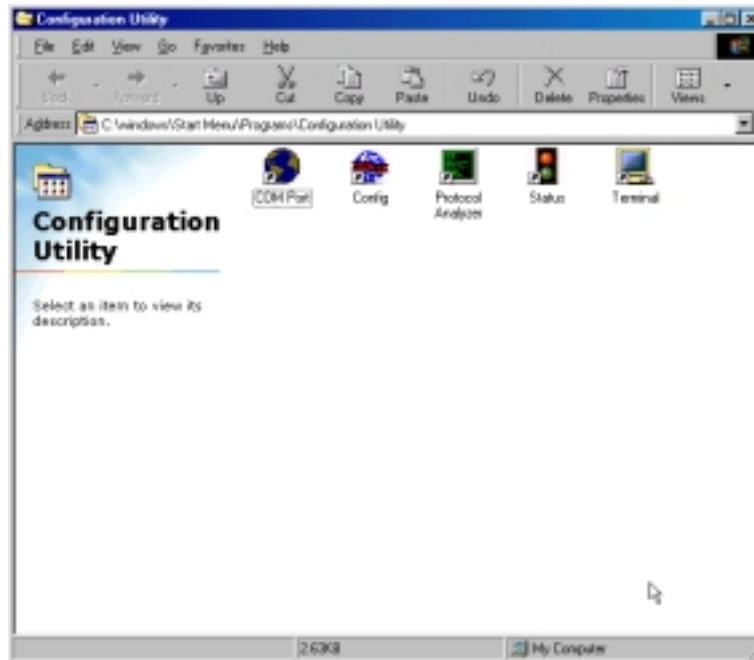 Configuration Utility
File Edit View Go Favorites Help
Back Forward Up Cut Copy Paste Undo Delete Properties Views
Address C:\windows\Start Menu\Programs\Configuration Utility
COM Port Config Protocol Analyzer Status Terminal
Configuration
Utility
Select an item to view its
description.
2.63KB My Computer